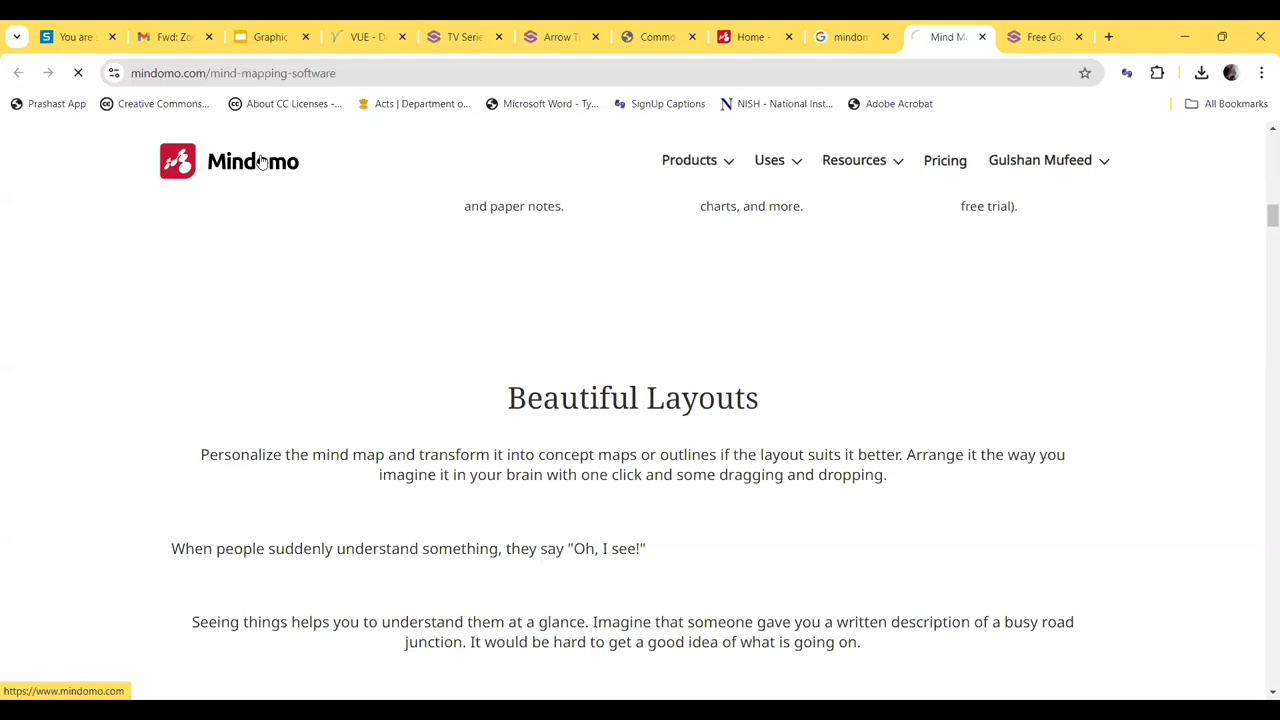 You are
Fwd: Zo
Graphic
VUE - D
TV Serie
Arrow T
Commo
Home -
mindom
Mind M
Free Go
mindomo.com/mind-mapping-software
Prashast App
Creative Commons...
About CC Licenses -...
Acts | Department o...
Microsoft Word - Ty...
SignUp Captions
NISH - National Inst...
Adobe Acrobat
All Bookmarks
Mindomo
Products
Uses
Resources
Pricing
Gulshan Mufeed
and paper notes.
charts, and more.
free trial).
Beautiful Layouts
Personalize the mind map and transform it into concept maps or outlines if the layout suits it better. Arrange it the way you
imagine it in your brain with one click and some dragging and dropping.
When people suddenly understand something, they say "Oh, I see!"
Seeing things helps you to understand them at a glance. Imagine that someone gave you a written description of a busy road
junction. It would be hard to get a good idea of what is going on.
https://www.mindomo.com